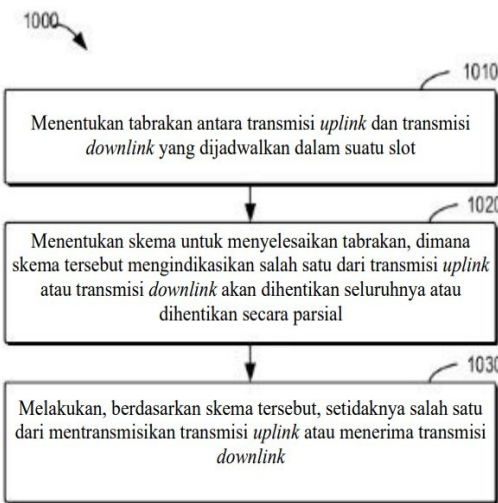 1000
1010
Menentukan tabrakan antara transmisi uplink dan transmisi
downlink yang dijadwalkan dalam suatu slot
1020
Menentukan skema untuk menyelesaikan tabrakan, dimana
skema tersebut mengindikasikan salah satu dari transmisi uplink
atau transmisi downlink akan dihentikan seluruhnya atau
dihentikan secara parsial
1030
Melakukan, berdasarkan skema tersebut, setidaknya salah satu
dari mentransmisikan transmisi uplink atau menerima transmisi
downlink